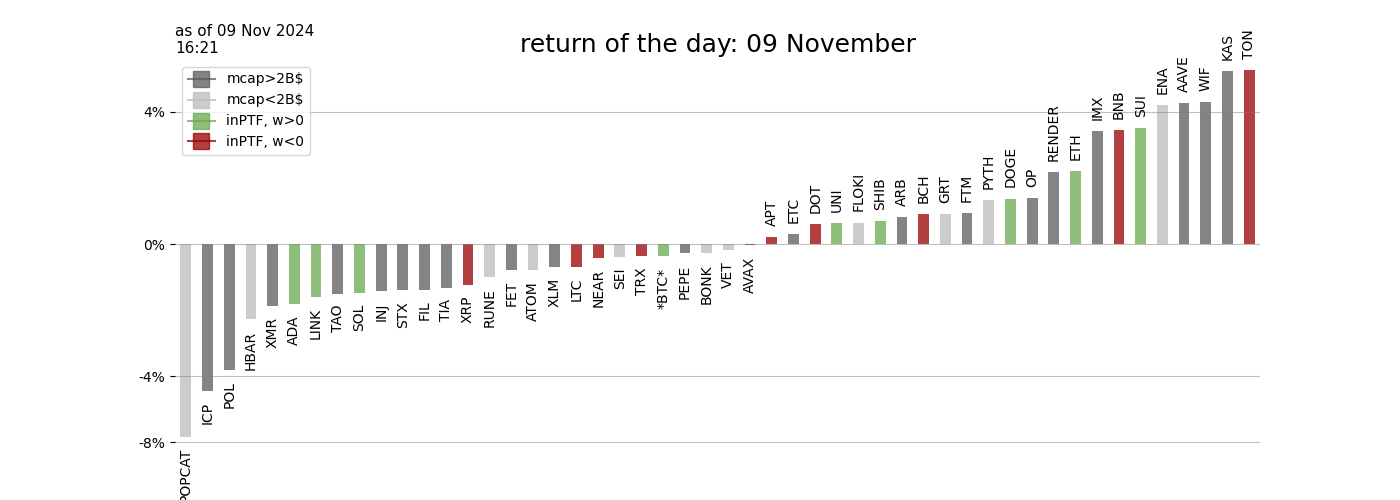 as of 09 Nov 2024
16:21
return of the day: 09 November
mcap>2B$
mcap<2B$
inPTF, w>0
inPTF, w<0
4%
0%
-4%
-8%
POPCAT
ICP
POL
HBAR
XMR
ADA
LINK
TAO
SOL
INJ
STX
FIL
TIA
XRP
RUNE
FET
ATOM
XLM
LTC
NEAR
SEI
TRX
*BTC*
PEPE
BONK
VET
AVAX
APT
ETC
DOT
UNI
FLOKI
SHIB
ARB
BCH
GRT
FTM
PYTH
DOGE
OP
RENDER
ETH
IMX
BNB
SUI
ENA
AAVE
WIF
KAS
TON